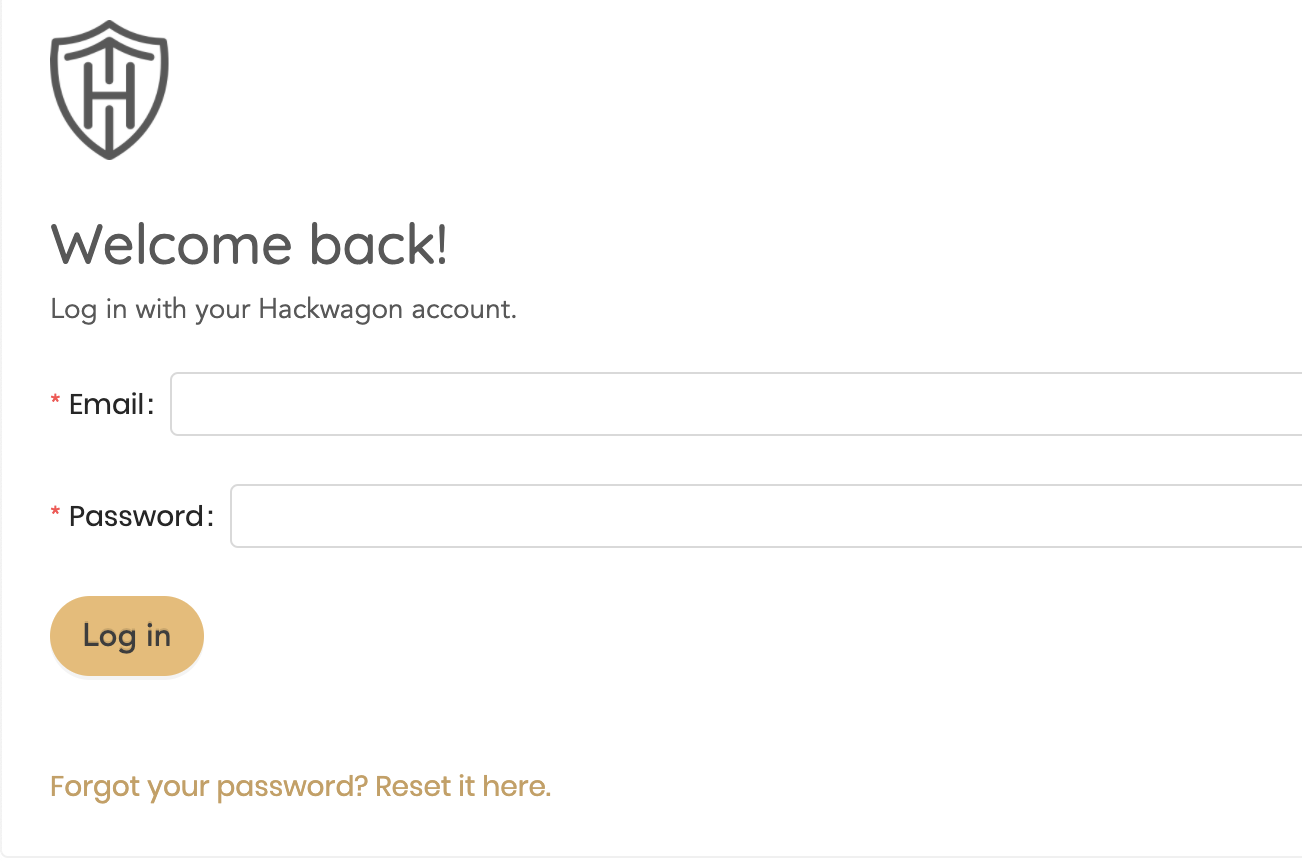 Welcome back!
Log in with your Hackwagon account.
* Email:
* Password:
Log in
Forgot your password? Reset it here.